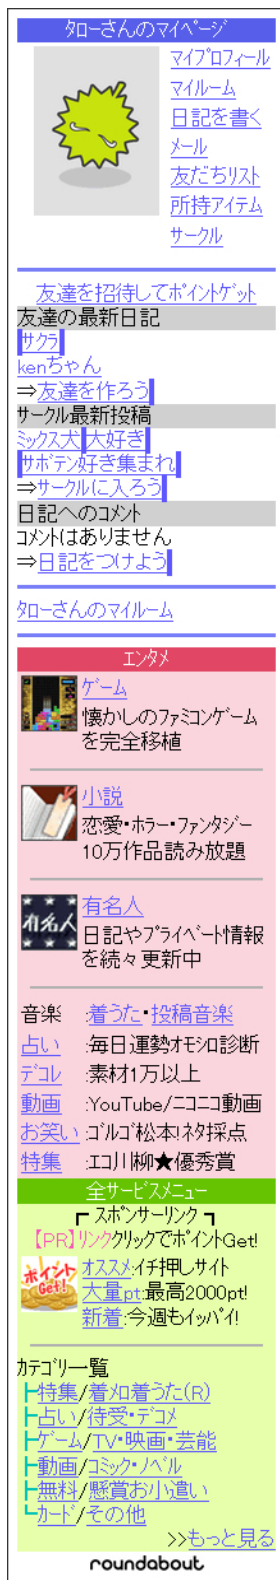 タローさんのマイページ
マイプロフィール
マイルーム
日記を書く
メール
友だちリスト
所持アイテム
サークル
友達を招待してポイントゲット
友達の最新日記
サクラ
kenちゃん
⇒友達を作ろう
サークル最新投稿
ミックス犬 大好き
サボテン好き集まれ
⇒サークルに入ろう
日記へのコメント
コメントはありません
⇒日記をつけよう
タローさんのマイルーム
エンタメ
ゲーム
懐かしのファミコンゲーム
を完全移植
小説
恋愛・ホラー・ファンタジー
10万作品読み放題
有名人
有名人
日記やプライベート情報
を続々更新中
音楽 :着うた・投稿音楽
占い :毎日運勢オモシロ診断
デコレ :素材1万以上
動画 :YouTube/ニコニコ動画
お笑い:ゴルゴ松本!ネタ採点
特集 :エコ川柳★優秀賞
全サービスメニュー
┏ スポンサーリンク ┓
【PR】リンククリックでポイントGet!
ポイント
Get!
オススメ:イチ押しサイト
大量pt:最高2000pt!
新着:今週もイッパイ!
カテゴリ一覧
┣特集/着メロ着うた(R)
┣占い/待受・デコメ
┣ゲーム/TV・映画・芸能
┣動画/コミック・ノベル
┣無料/懸賞お小遣い
┗カード/その他
>>もっと見る
roundabout